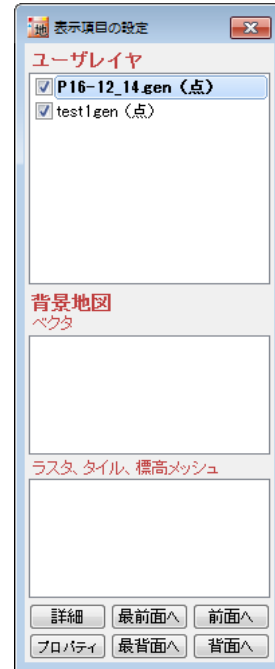 地 表示項目の設定
ユーザレイヤ
P16-12_14.gen (点)
test1gen (点)
背景地図
ベクタ
ラスタ、タイル、標高メッシュ
詳細 最前面へ 前面へ
プロパティ 最背面へ 背面へ